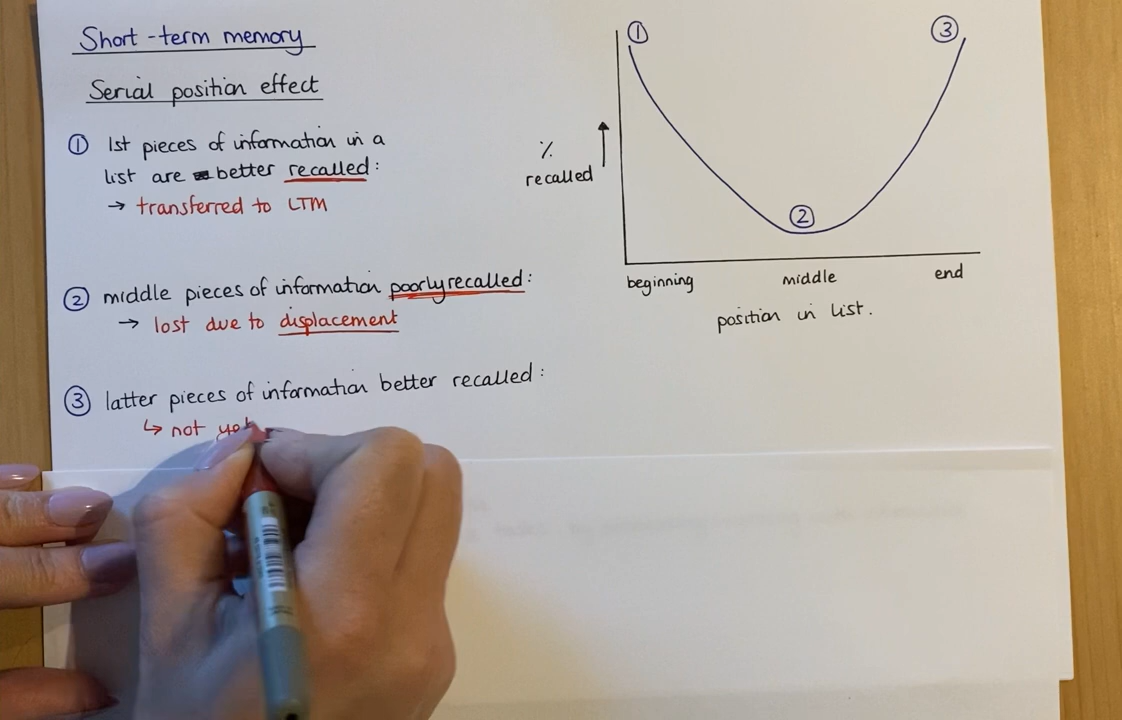 Short-term memory
Serial position effect
① 1st pieces of information in a
list are better recalled:
→ transferred to LTM
② middle pieces of information poorly recalled:
→ lost due to displacement
③ latter pieces of information better recalled:
↳ not yet
①
③
%
recalled
②
beginning
middle
end
position in list.